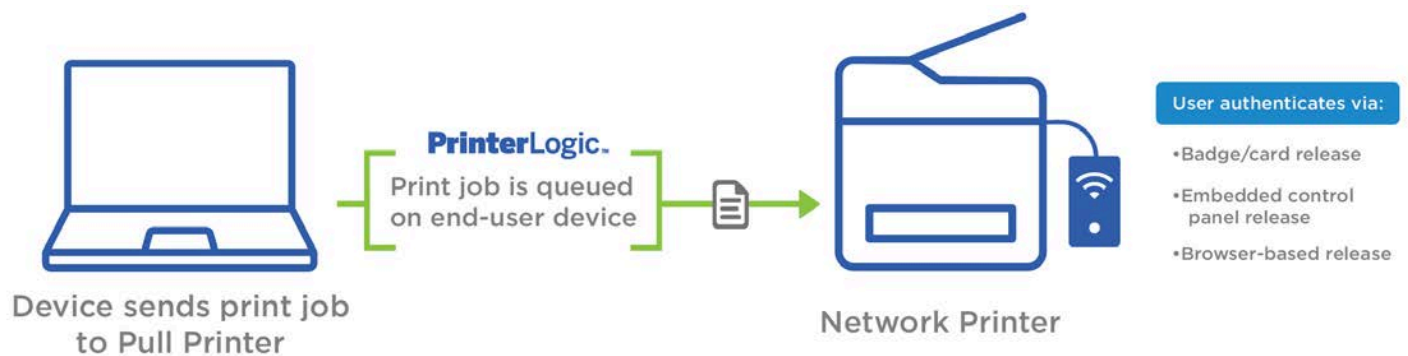 PrinterLogic™
Print job is queued
on end-user device
Device sends print job
to Pull Printer
Network Printer
User authenticates via:
•Badge/card release
•Embedded control
panel release
•Browser-based release